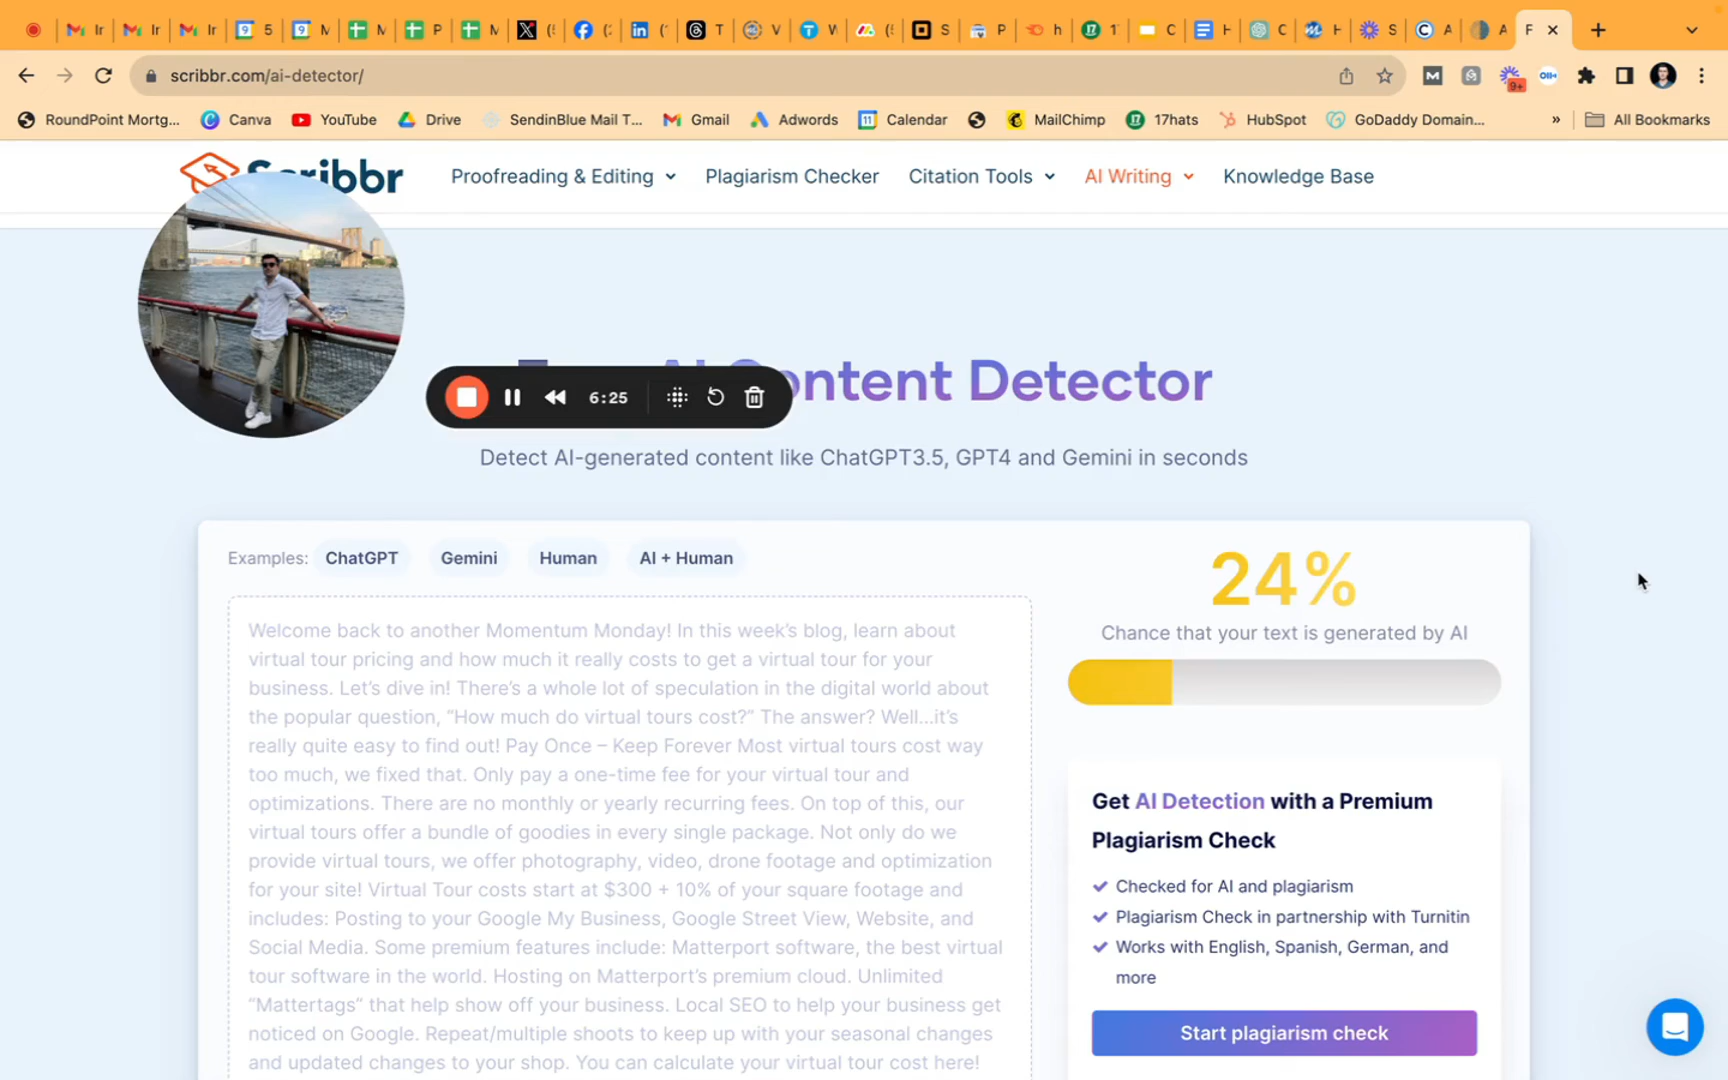 Ir Ir Ir 5 M M P M (5 (2 (1 T V W (5 S P h 1 C H C H S A A F
scribbr.com/ai-detector/
9+
RoundPoint Mortg... Canva YouTube Drive SendinBlue Mail T... Gmail Adwords Calendar MailChimp 17hats HubSpot GoDaddy Domain... » All Bookmarks
Scribbr Proofreading & Editing Plagiarism Checker Citation Tools AI Writing Knowledge Base
AI Content Detector
6:25
Detect AI-generated content like ChatGPT3.5, GPT4 and Gemini in seconds
Examples: ChatGPT Gemini Human AI + Human
Welcome back to another Momentum Monday! In this week's blog, learn about
virtual tour pricing and how much it really costs to get a virtual tour for your
business. Let's dive in! There's a whole lot of speculation in the digital world about
the popular question, "How much do virtual tours cost?" The answer? Well...it's
really quite easy to find out! Pay Once – Keep Forever Most virtual tours cost way
too much, we fixed that. Only pay a one-time fee for your virtual tour and
optimizations. There are no monthly or yearly recurring fees. On top of this, our
virtual tours offer a bundle of goodies in every single package. Not only do we
provide virtual tours, we offer photography, video, drone footage and optimization
for your site! Virtual Tour costs start at $300 + 10% of your square footage and
includes: Posting to your Google My Business, Google Street View, Website, and
Social Media. Some premium features include: Matterport software, the best virtual
tour software in the world. Hosting on Matterport's premium cloud. Unlimited
"Mattertags" that help show off your business. Local SEO to help your business get
noticed on Google. Repeat/multiple shoots to keep up with your seasonal changes
and updated changes to your shop. You can calculate your virtual tour cost here!
24%
Chance that your text is generated by AI
Get AI Detection with a Premium
Plagiarism Check
Checked for AI and plagiarism
Plagiarism Check in partnership with Turnitin
Works with English, Spanish, German, and
more
Start plagiarism check